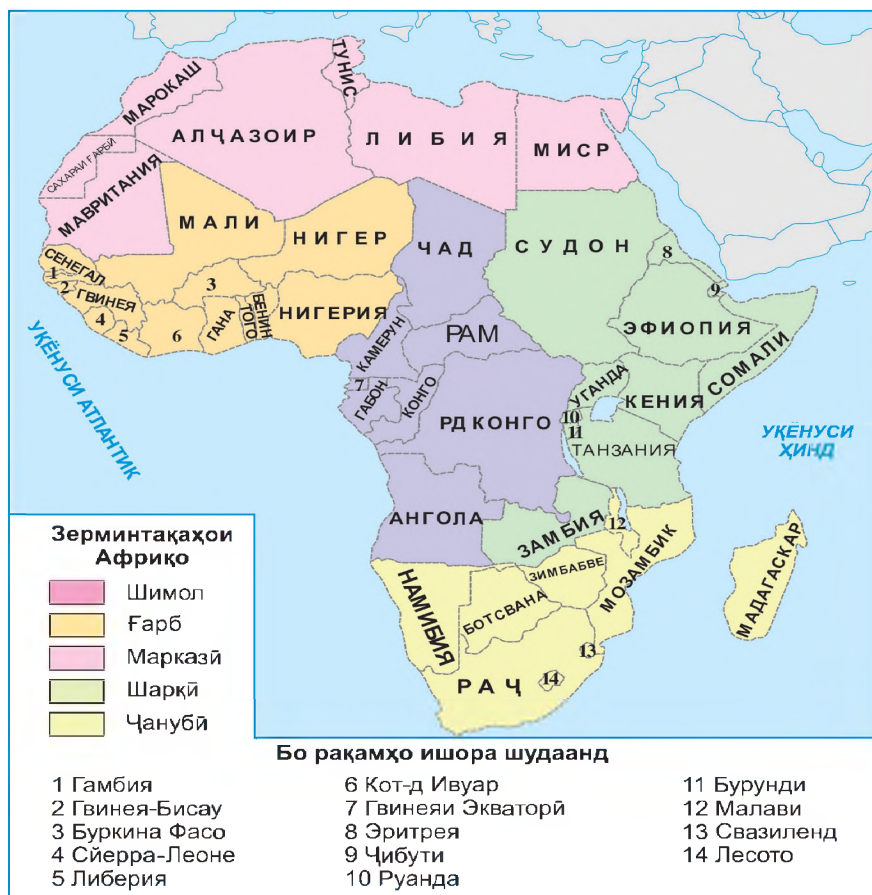 ТУНИС
МАРОКАШ
АЛҶАЗОИР
ЛИБИЯ
МИСР
САХАРАИ ҒАРБӢ
МАВРИТАНИЯ
МАЛИ
НИГЕР
ЧАД
СУДОН
8
СЕНЕГАЛ
1
2
ГВИНЕЯ
3
4
5
6
ГАНА
ТОГО
БЕНИН
НИГЕРИЯ
9
ЭФИОПИЯ
СОМАЛИ
КАМЕРУН
РАМ
7
ГАБОН
КОНГО
РД КОНГО
УГАНДА
КЕНИЯ
10
11
ТАНЗАНИЯ
УҚЁНУСИ АТЛАНТИК
УҚЁНУСИ
ҲИНД
АНГОЛА
ЗАМБИЯ
12
МОЗАМБИК
ЗИМБАБВЕ
НАМИБИЯ
БОТСВАНА
МАДАГАСКАР
13
РАҶ
14
Зерминтақаҳои
Африқо
Шимол
Ғарб
Марказӣ
Шарқӣ
Ҷанубӣ
Бо рақамҳо ишора шудаанд
1 Гамбия
2 Гвинея-Бисау
3 Буркина Фасо
4 Сйерра-Леоне
5 Либерия
6 Кот-д Ивуар
7 Гвинеяи Экваторӣ
8 Эритрея
9 Ҷибути
10 Руанда
11 Бурунди
12 Малави
13 Свазиленд
14 Лесото